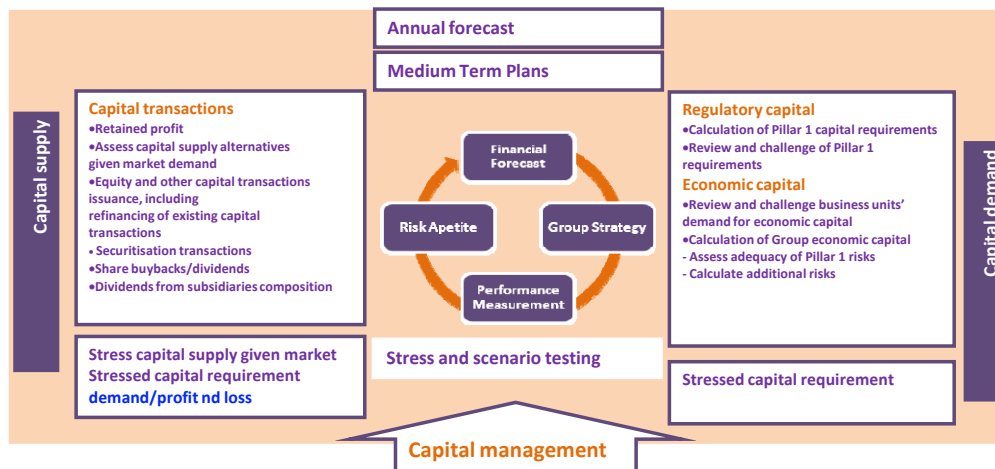 Annual forecast
Medium Term Plans
Capital supply
Capital transactions
•Retained profit
•Assess capital supply alternatives
given market demand
•Equity and other capital transactions
issuance, including
refinancing of existing capital
transactions
• Securitisation transactions
•Share buybacks/dividends
•Dividends from subsidiaries composition
Stress capital supply given market
Stressed capital requirement
demand/profit nd loss
Financial
Forecast
Risk Apetite
Group Strategy
Performance
Measurement
Stress and scenario testing
Regulatory capital
•Calculation of Pillar 1 capital requirements
•Review and challenge of Pillar 1
requirements
Economic capital
•Review and challenge business units’
demand for economic capital
•Calculation of Group economic capital
- Assess adequacy of Pillar 1 risks
- Calculate additional risks
Stressed capital requirement
Capital demand
Capital management